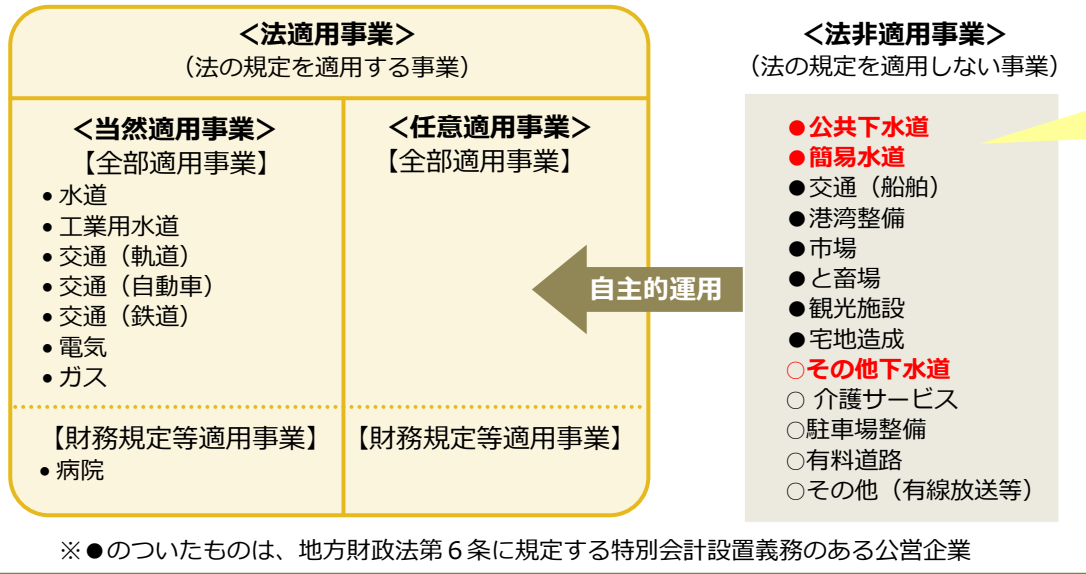 ＜法適用事業＞
（法の規定を適用する事業）
＜当然適用事業＞
【全部適用事業】
•水道
•工業用水道
•交通（軌道）
•交通（自動車）
•交通（鉄道）
•電気
•ガス
【財務規定等適用事業】
•病院
＜任意適用事業＞
【全部適用事業】
【財務規定等適用事業】
自主的運用
＜法非適用事業＞
（法の規定を適用しない事業）
●公共下水道
●簡易水道
●交通（船舶）
●港湾整備
●市場
●と畜場
●観光施設
●宅地造成
○その他下水道
○ 介護サービス
○駐車場整備
○有料道路
○その他（有線放送等）
※●のついたものは、地方財政法第６条に規定する特別会計設置義務のある公営企業